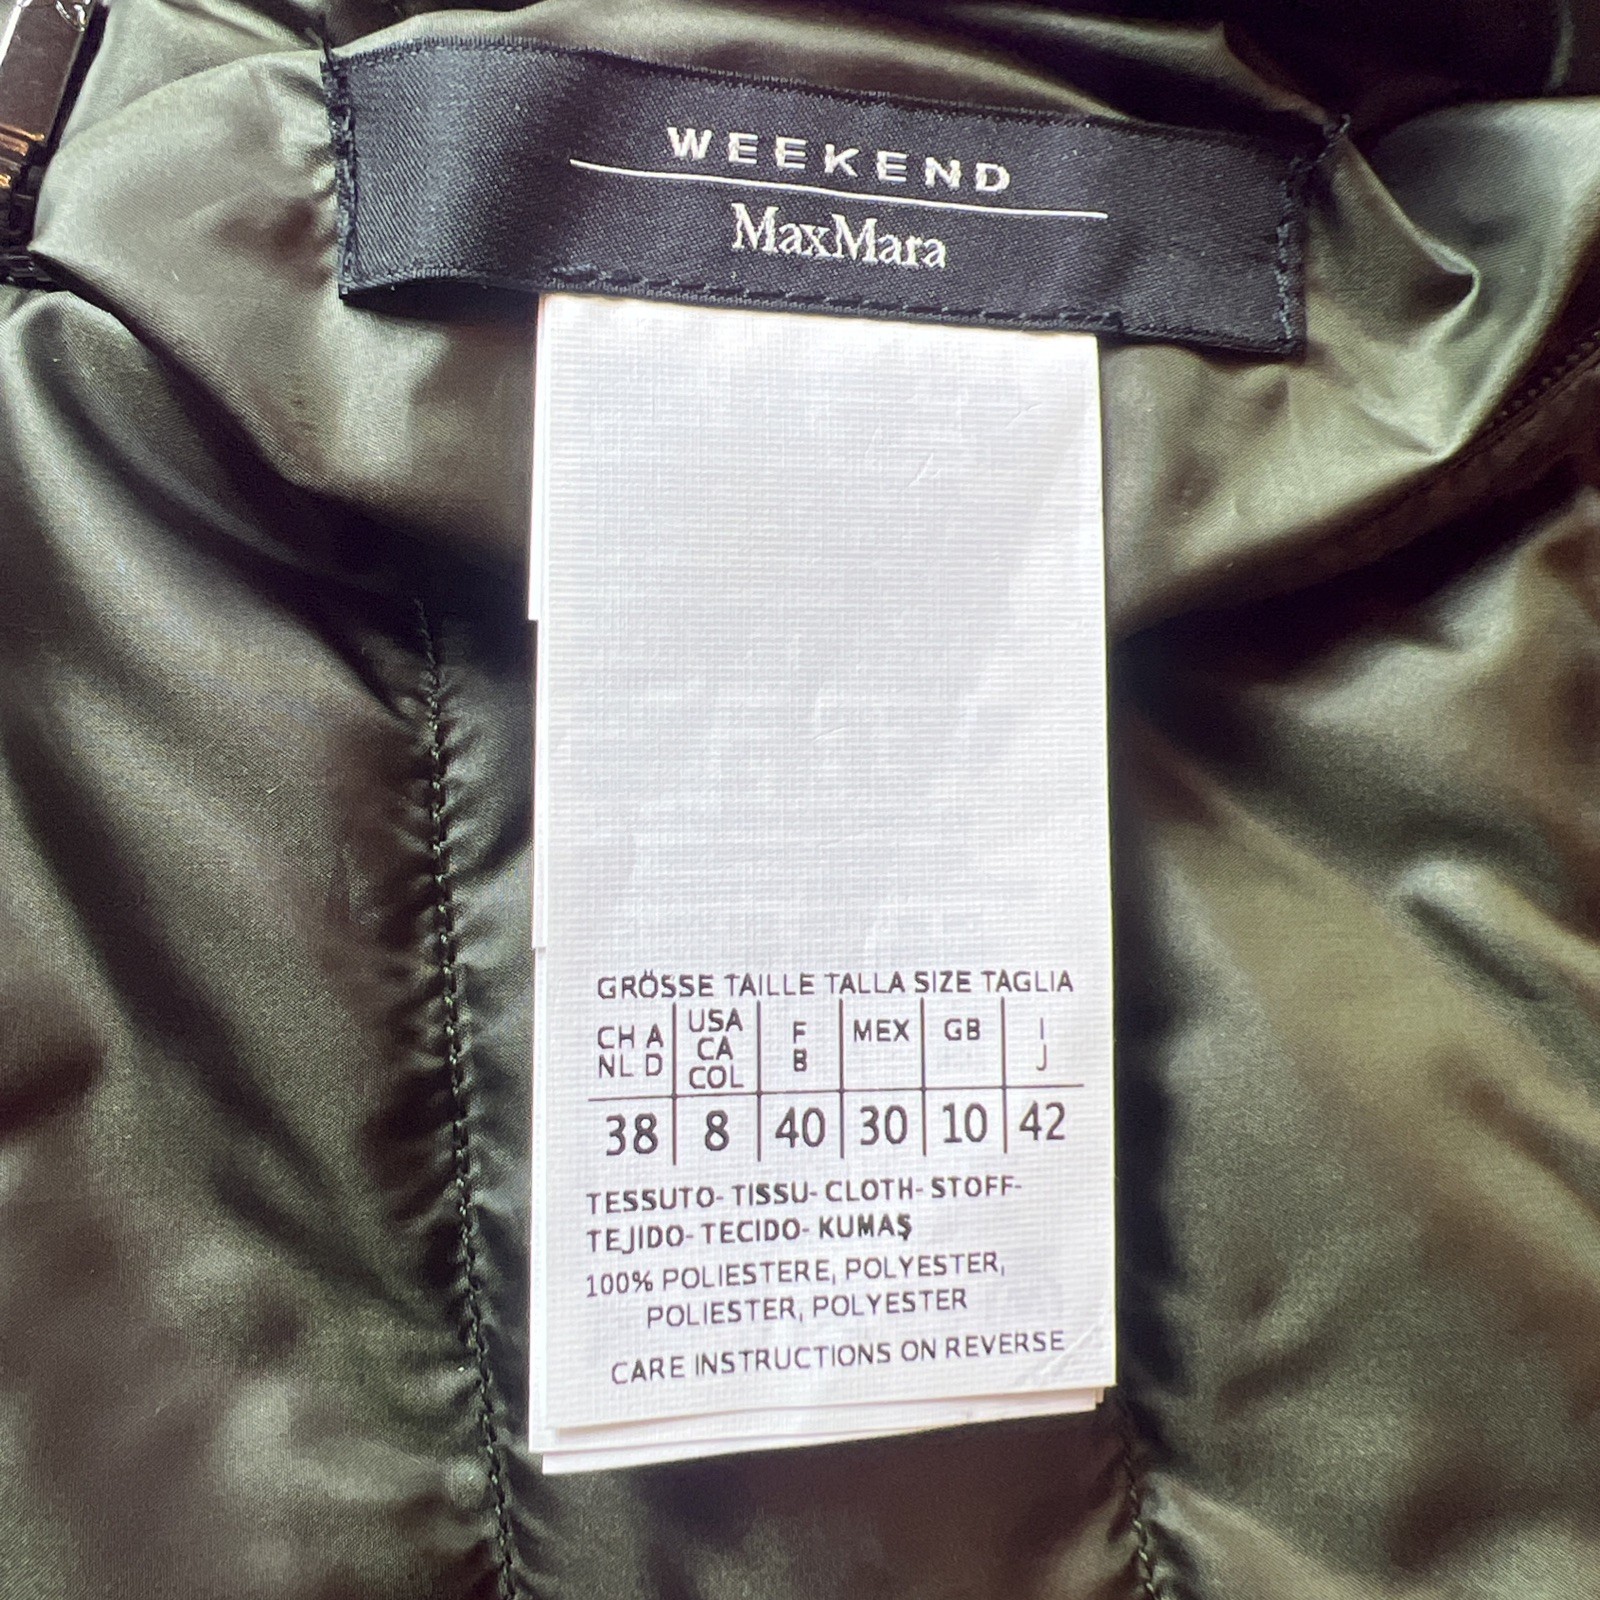 WEEKEND
MaxMara
GRÖSSE TAILLE TALLA SIZE TAGLIA
CH A NL D | USA CA COL | F B | MEX | GB | I J
38 | 8 | 40 | 30 | 10 | 42
TESSUTO- TISSU- CLOTH- STOFF-
TEJIDO- TECIDO- KUMAŞ
100% POLIESTERE, POLYESTER,
POLIESTER, POLYESTER
CARE INSTRUCTIONS ON REVERSE